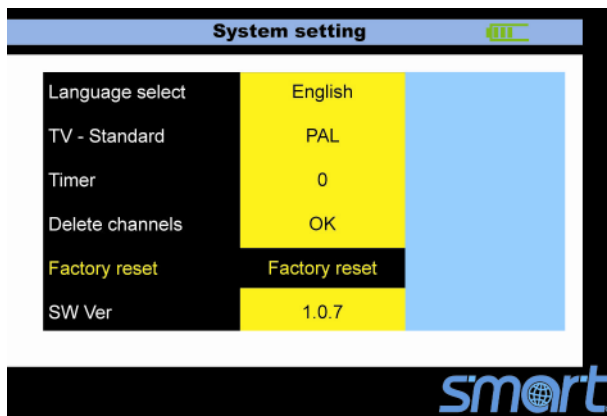 System setting
Language select English
TV - Standard PAL
Timer 0
Delete channels OK
Factory reset Factory reset
SW Ver 1.0.7
smart